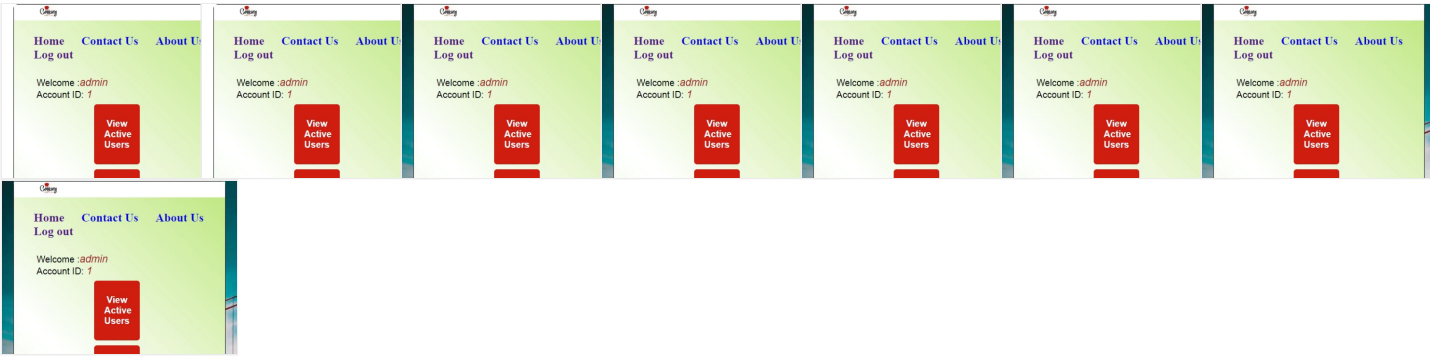 Home Contact Us About Us
Log out
Welcome :admin
Account ID: 1
View
Active
Users
Home Contact Us About Us
Log out
Welcome :admin
Account ID: 1
View
Active
Users
Home Contact Us About Us
Log out
Welcome :admin
Account ID: 1
View
Active
Users
Home Contact Us About Us
Log out
Welcome :admin
Account ID: 1
View
Active
Users
Home Contact Us About Us
Log out
Welcome :admin
Account ID: 1
View
Active
Users
Home Contact Us About Us
Log out
Welcome :admin
Account ID: 1
View
Active
Users
Home Contact Us About Us
Log out
Welcome :admin
Account ID: 1
View
Active
Users
Home Contact Us About Us
Log out
Welcome :admin
Account ID: 1
View
Active
Users